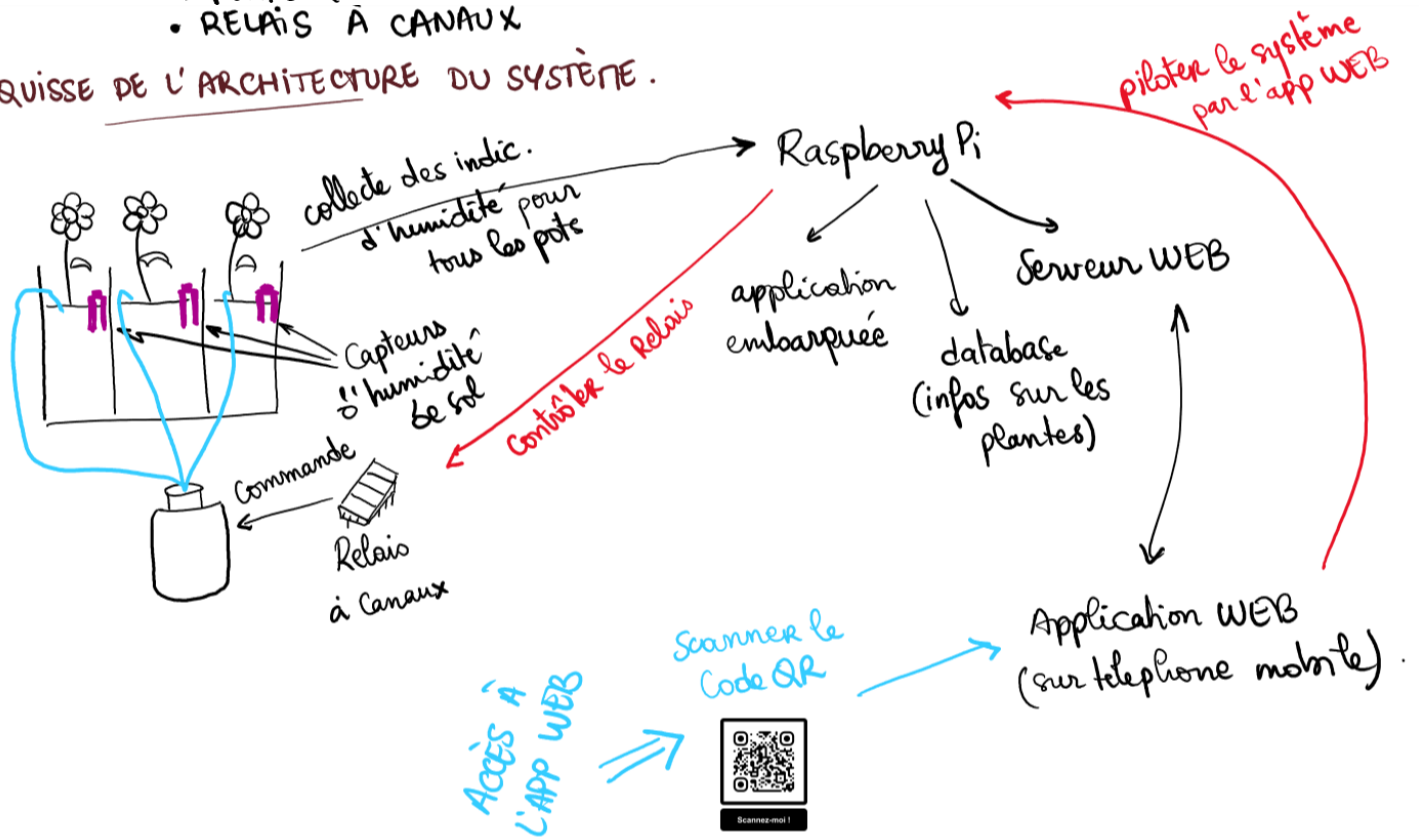 • RELAIS À CANAUX
QUISSE DE L'ARCHITECTURE DU SYSTÈME.
piloter le système
par l'app WEB
collecte des indic.
d'humidité pour
tous les pots
Raspberry Pi
application
embarquée
database
(infos sur les
plantes)
Serveur WEB
Capteurs
d'humidité
de sol
Contrôler le Relais
Commande
Relais
à Canaux
Application WEB
(sur telephone mobile).
Scanner le
Code QR
ACCÈS À
L'APP WEB
Scannez-moi !